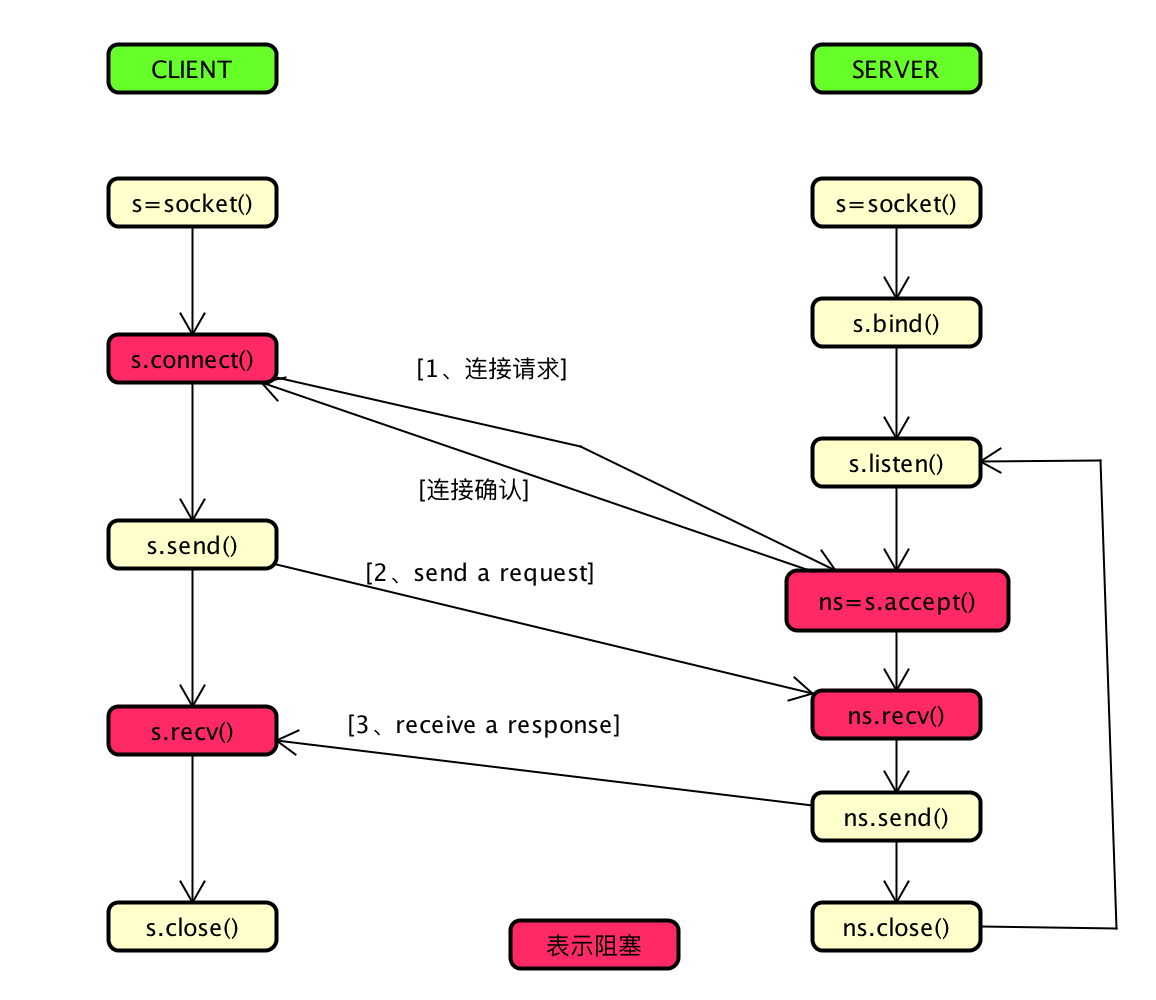 CLIENT
SERVER
s=socket()
s=socket()
s.bind()
s.connect()
[1、连接请求]
s.listen()
[连接确认]
s.send()
[2、send a request]
ns=s.accept()
s.recv()
[3、receive a response]
ns.recv()
ns.send()
s.close()
表示阻塞
ns.close()